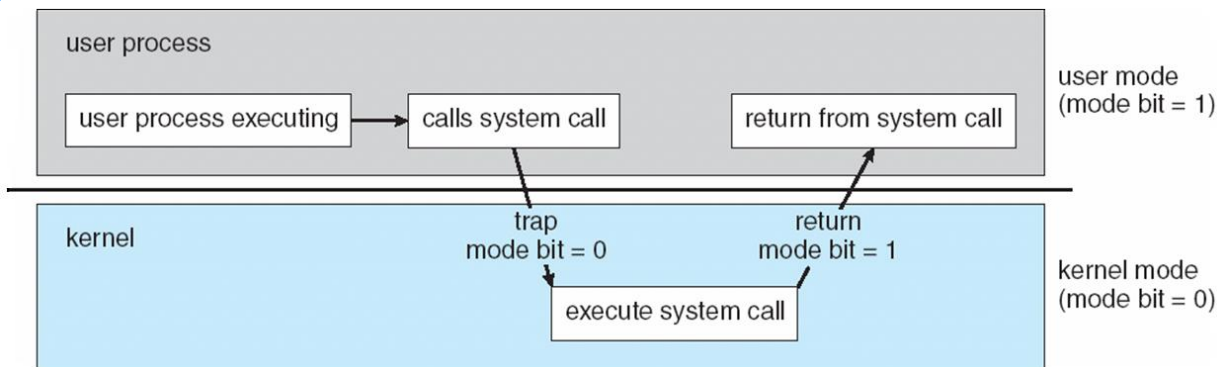 user process
user process executing
calls system call
return from system call
user mode
(mode bit = 1)
kernel
trap
mode bit = 0
return
mode bit = 1
execute system call
kernel mode
(mode bit = 0)